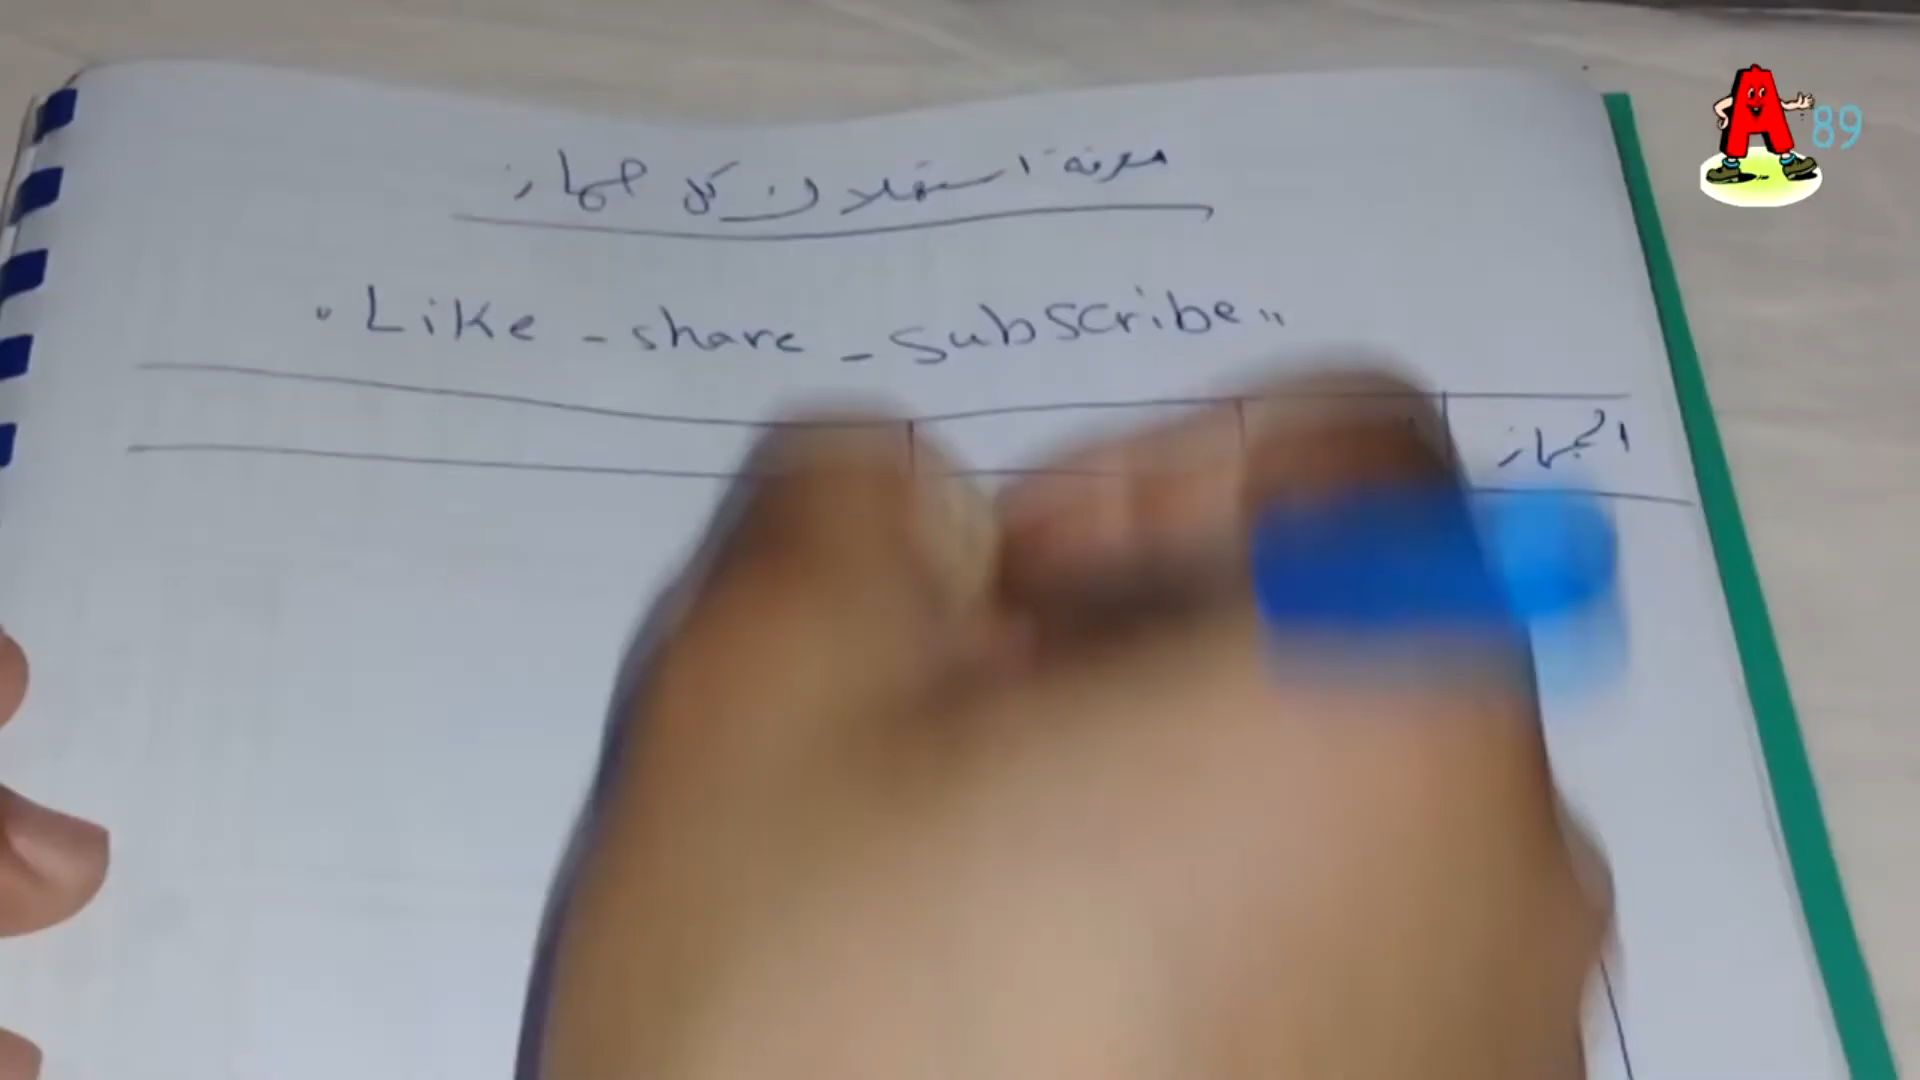 معرفة استهلاك كل جهاز
" Like - share - subscribe "
الجهاز
A 89